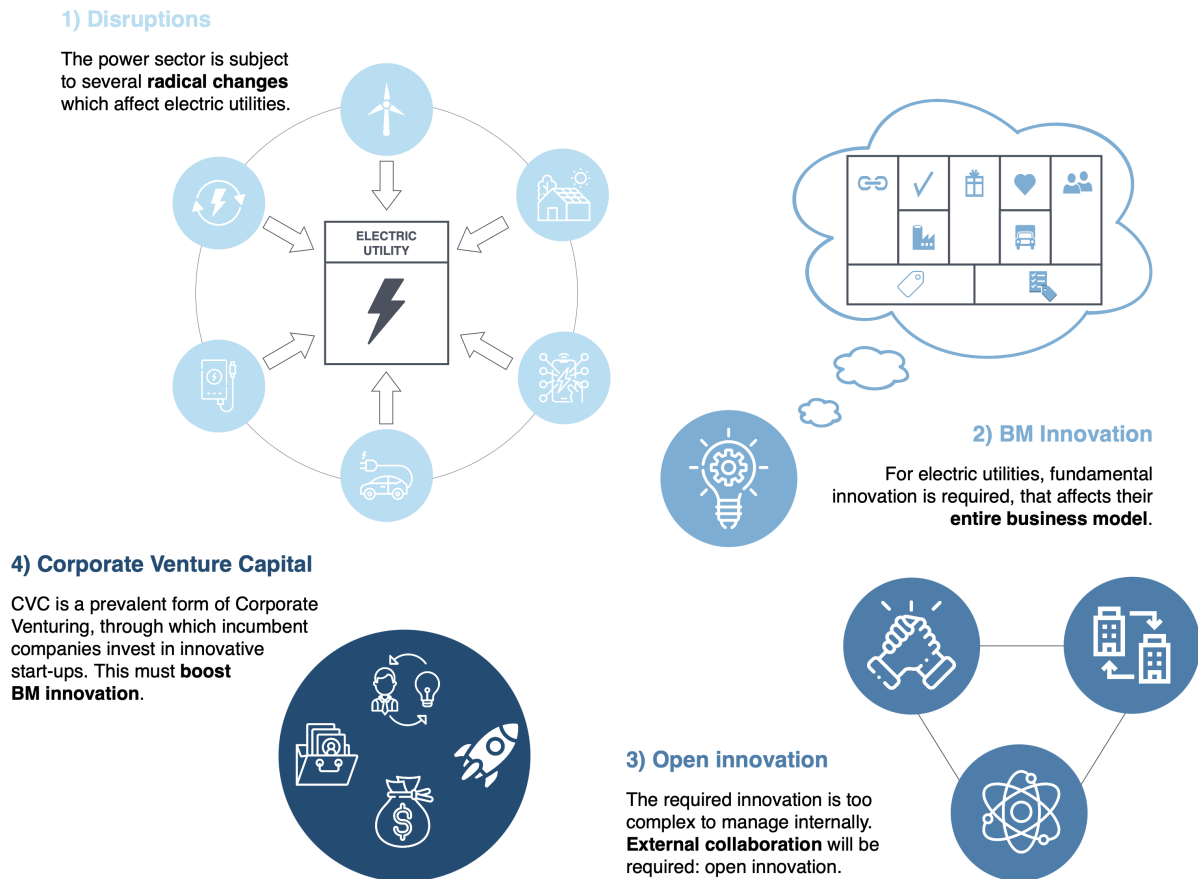 1) Disruptions
The power sector is subject
to several radical changes
which affect electric utilities.
ELECTRIC
UTILITY
2) BM Innovation
For electric utilities, fundamental
innovation is required, that affects their
entire business model.
3) Open innovation
The required innovation is too
complex to manage internally.
External collaboration will be
required: open innovation.
4) Corporate Venture Capital
CVC is a prevalent form of Corporate
Venturing, through which incumbent
companies invest in innovative
start-ups. This must boost
BM innovation.
$